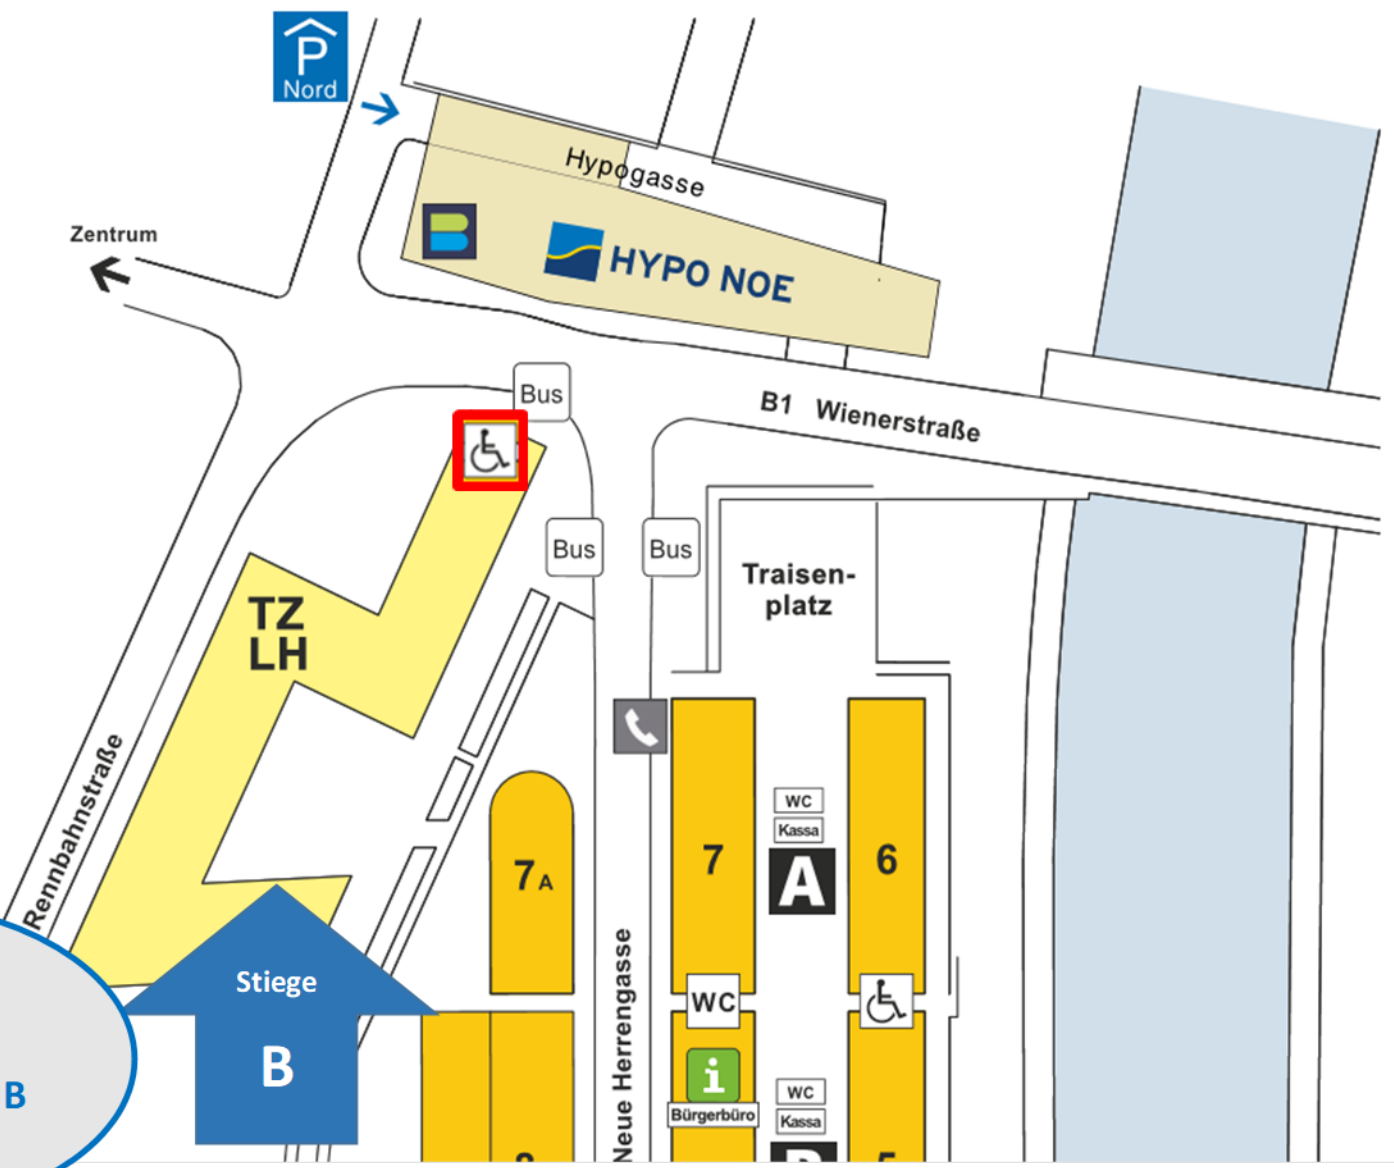 P
Nord
Hypogasse
Zentrum
HYPO NOE
Bus
B1 Wienerstraße
Bus
Bus
Traisen-
platz
TZ
LH
Rennbahnstraße
WC
Kassa
7A
7
A
6
Neue Herrengasse
Stiege
B
WC
i
Bürgerbüro
WC
Kassa
B